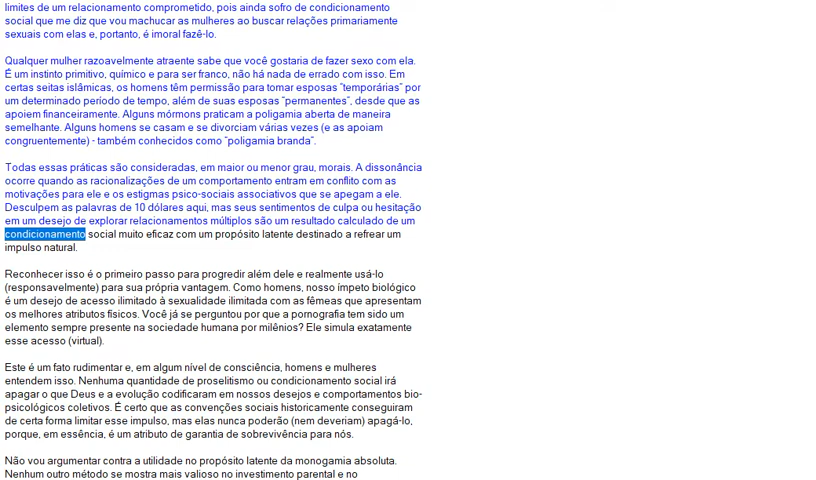 limites de um relacionamento comprometido, pois ainda sofro de condicionamento
social que me diz que vou machucar as mulheres ao buscar relações primariamente
sexuais com elas e, portanto, é imoral fazê-lo.
Qualquer mulher razoavelmente atraente sabe que você gostaria de fazer sexo com ela.
É um instinto primitivo, químico e para ser franco, não há nada de errado com isso. Em
certas seitas islâmicas, os homens têm permissão para tomar esposas "temporárias" por
um determinado período de tempo, além de suas esposas "permanentes", desde que as
apoiem financeiramente. Alguns mórmons praticam a poligamia aberta de maneira
semelhante. Alguns homens se casam e se divorciam várias vezes (e as apoiam
congruentemente) - também conhecidos como "poligamia branda".
Todas essas práticas são consideradas, em maior ou menor grau, morais. A dissonância
ocorre quando as racionalizações de um comportamento entram em conflito com as
motivações para ele e os estigmas psico-sociais associativos que se apegam a ele.
Desculpem as palavras de 10 dólares aqui, mas seus sentimentos de culpa ou hesitação
em um desejo de explorar relacionamentos múltiplos são um resultado calculado de um
condicionamento social muito eficaz com um propósito latente destinado a refrear um
impulso natural.
Reconhecer isso é o primeiro passo para progredir além dele e realmente usá-lo
(responsavelmente) para sua própria vantagem. Como homens, nosso ímpeto biológico
é um desejo de acesso ilimitado à sexualidade ilimitada com as fêmeas que apresentam
os melhores atributos físicos. Você já se perguntou por que a pornografia tem sido um
elemento sempre presente na sociedade humana por milênios? Ele simula exatamente
esse acesso (virtual).
Este é um fato rudimentar e, em algum nível de consciência, homens e mulheres
entendem isso. Nenhuma quantidade de proselitismo ou condicionamento social irá
apagar o que Deus e a evolução codificaram em nossos desejos e comportamentos bio-
psicológicos coletivos. É certo que as convenções sociais historicamente conseguiram
de certa forma limitar esse impulso, mas elas nunca poderão (nem deveriam) apagá-lo,
porque, em essência, é um atributo de garantia de sobrevivência para nós.
Não vou argumentar contra a utilidade no propósito latente da monogamia absoluta.
Nenhum outro método se mostra mais valioso no investimento parental e no